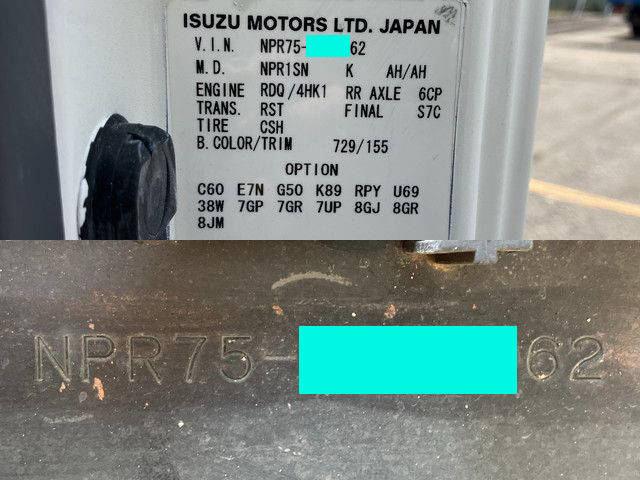 ISUZU MOTORS LTD. JAPAN
V.I.N. NPR75- 62
M.D. NPR1SN K AH/AH
ENGINE RDQ/4HK1 RR AXLE 6CP
TRANS. RST FINAL S7C
TIRE CSH
B.COLOR/TRIM 729/155
OPTION
C60 E7N G50 K89 RPY U69
38W 7GP 7GR 7UP 8GJ 8GR
8JM
NPR75- 62